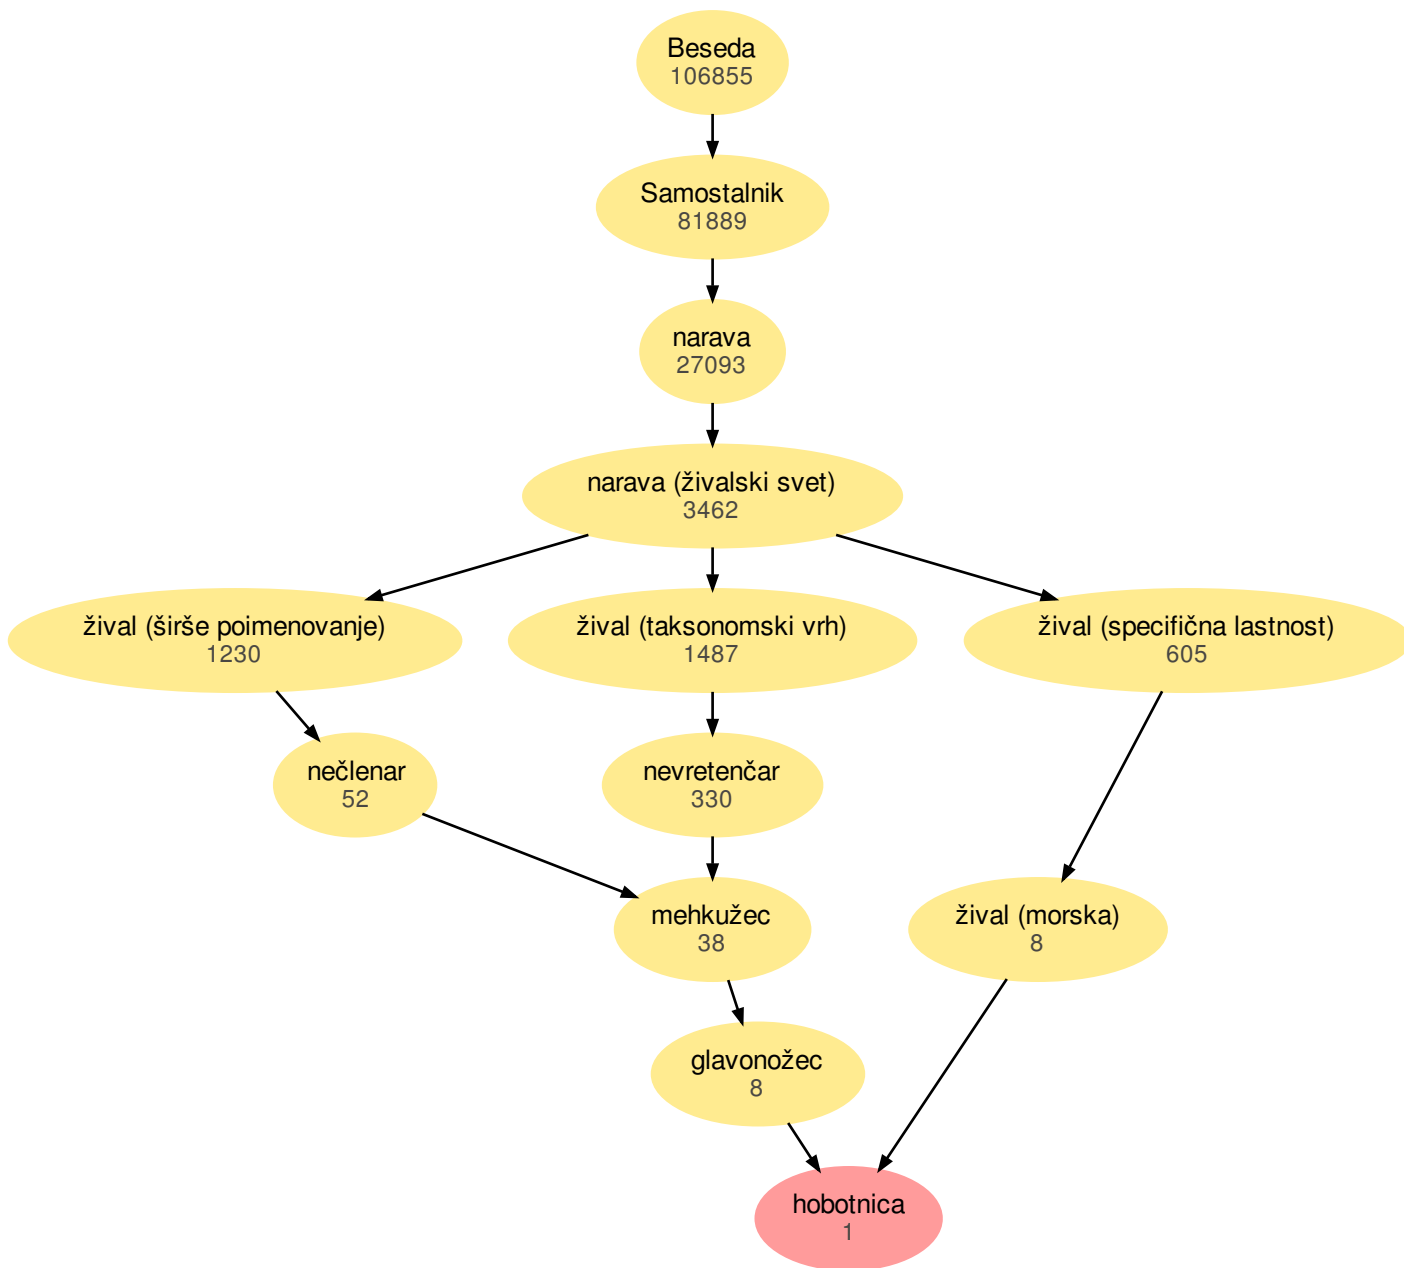 Beseda
106855
Samostalnik
81889
narava
27093
narava (živalski svet)
3462
žival (širše poimenovanje)
1230
žival (taksonomski vrh)
1487
žival (specifična lastnost)
605
nečlenar
52
nevretenčar
330
mehkužec
38
žival (morska)
8
glavonožec
8
hobotnica
1